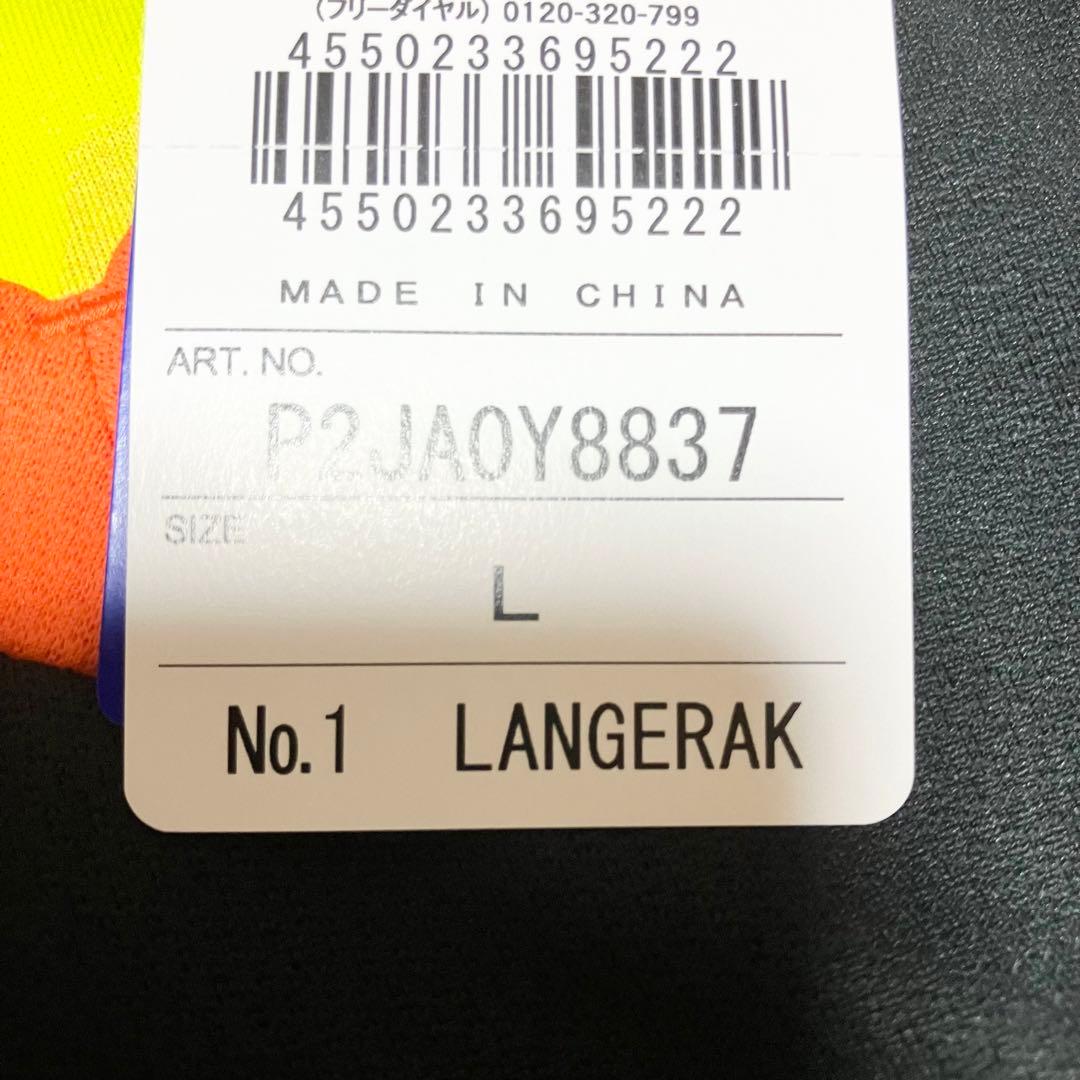 （フリーダイヤル）0120-320-799
4550233695222
4550233695222
MADE IN CHINA
ART. NO.
P2JA0Y8837
SIZE
L
No.1 LANGERAK